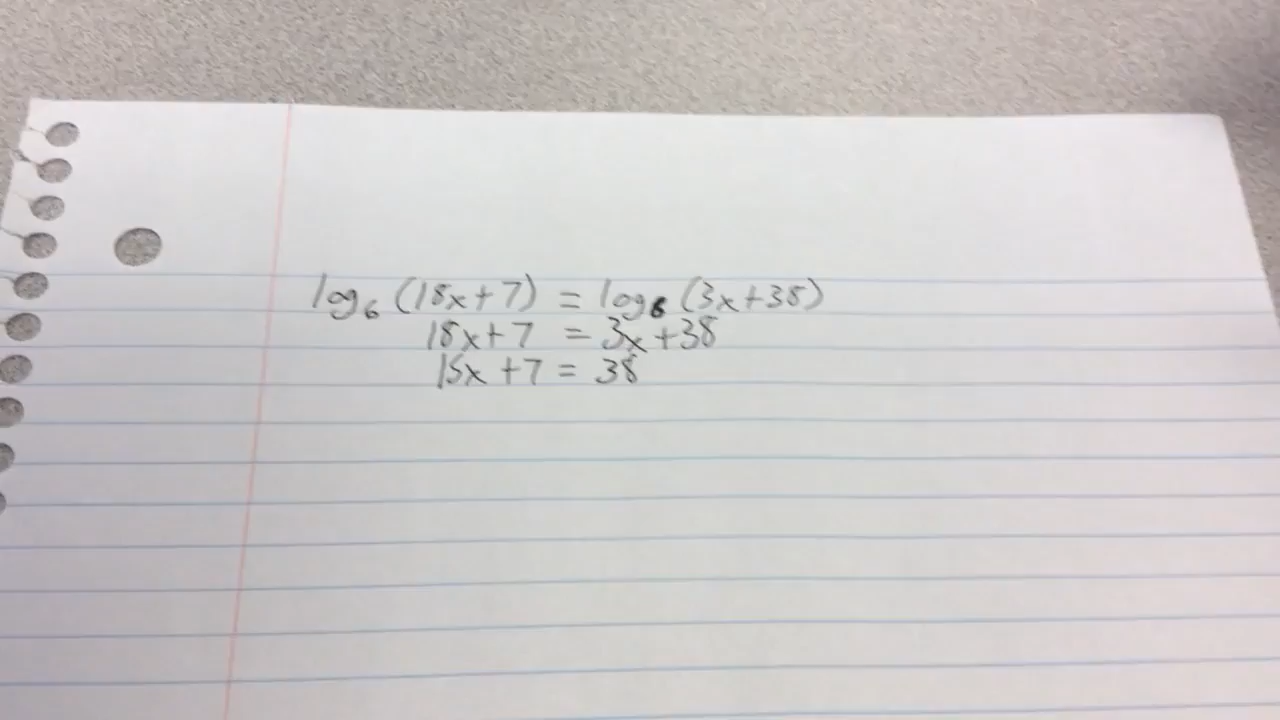 log₆ (18x+7) = log₆ (3x+38)
18x+7 = 3x+38
15x+7 = 38